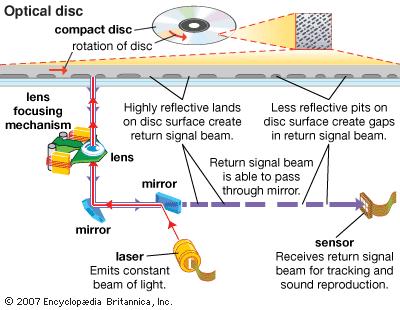 Optical disc
compact disc
rotation of disc
lens
focusing
mechanism
Highly reflective lands
on disc surface create
return signal beam.
Less reflective pits on
disc surface create gaps
in return signal beam.
lens
Return signal beam
is able to pass
through mirror.
mirror
mirror
laser
Emits constant
beam of light.
sensor
Receives return signal
beam for tracking and
sound reproduction.
© 2007 Encyclopædia Britannica, Inc.